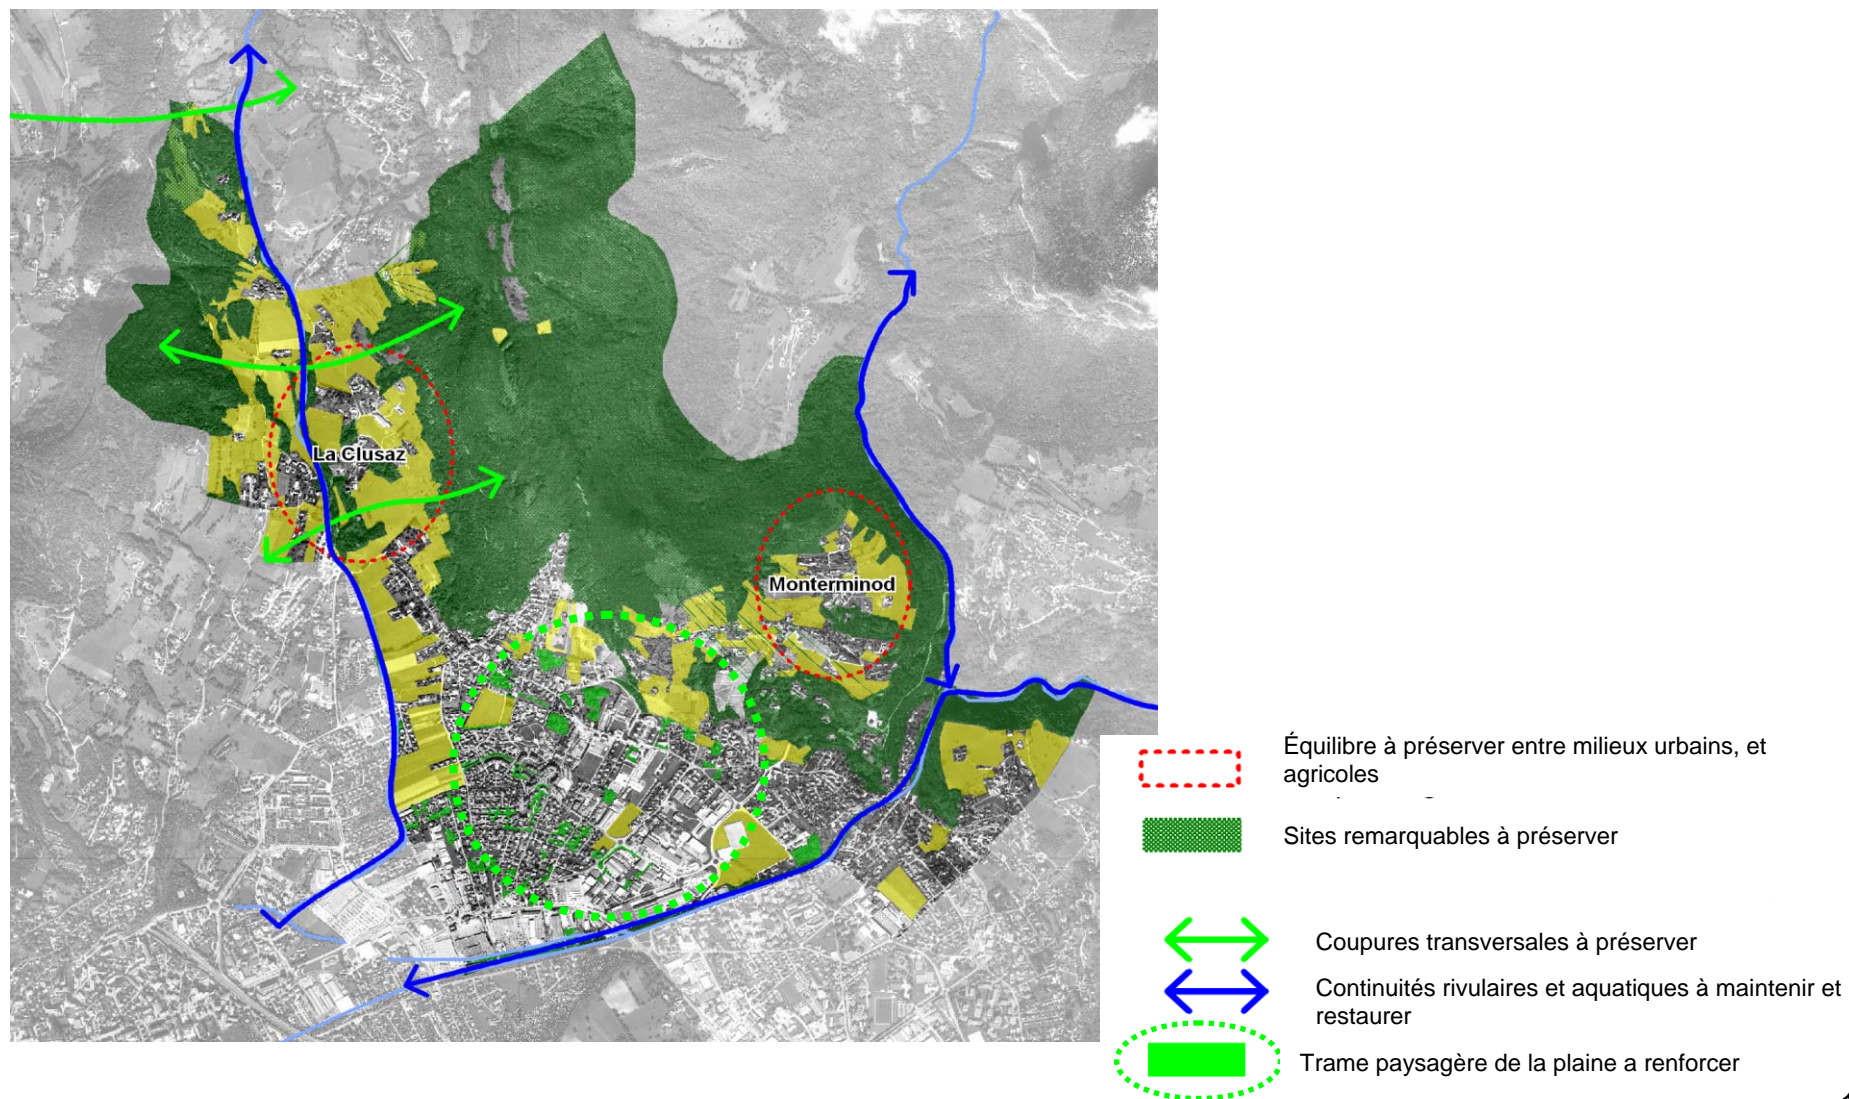 La Clusaz
Monterminod
Équilibre à préserver entre milieux urbains, et
agricoles
Sites remarquables à préserver
Coupures transversales à préserver
Continuités rivulaires et aquatiques à maintenir et
restaurer
Trame paysagère de la plaine a renforcer